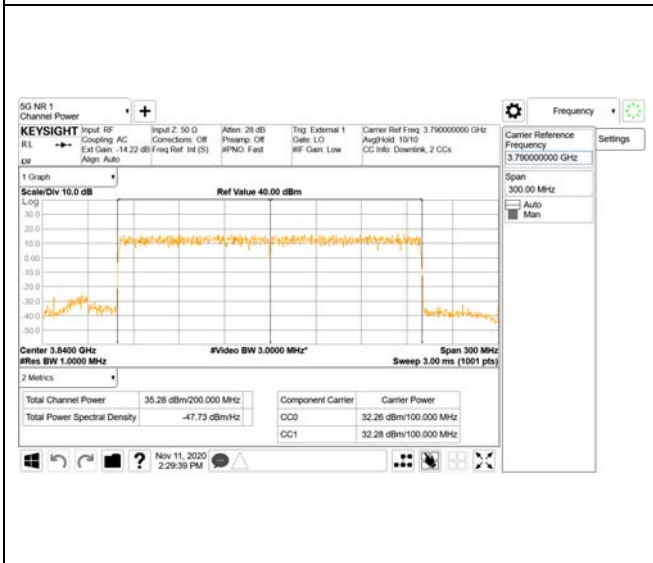 5G NR 1
Channel Power
Frequency
KEYSIGHT
RL
Input: RF
Coupling: AC
Ext Gain: -14.22 dB
Align: Auto
Input Z: 50 Ω
Corrections: Off
Freq Ref: Int (S)
Atten: 28 dB
Preamp: Off
#PNO: Fast
Trig: External 1
Gate: LO
#IF Gain: Low
Carrier Ref Freq: 3.790000000 GHz
Avg|Hold: 10/10
CC Info: Downlink, 2 CCs
Carrier Reference
Frequency
3.790000000 GHz
Settings
Span
300.00 MHz
Auto
Man
1 Graph
Scale/Div 10.0 dB
Ref Value 40.00 dBm
Log
30.0
20.0
10.0
0.00
-10.0
-20.0
-30.0
-40.0
-50.0
Center 3.8400 GHz
#Video BW 3.0000 MHz*
Span 300 MHz
#Res BW 1.0000 MHz
Sweep 3.00 ms (1001 pts)
2 Metrics
Total Channel Power
35.28 dBm/200.000 MHz
Total Power Spectral Density
-47.73 dBm/Hz
Component Carrier
Carrier Power
CC0
32.26 dBm/100.000 MHz
CC1
32.28 dBm/100.000 MHz
?
Nov 11, 2020
2:29:39 PM